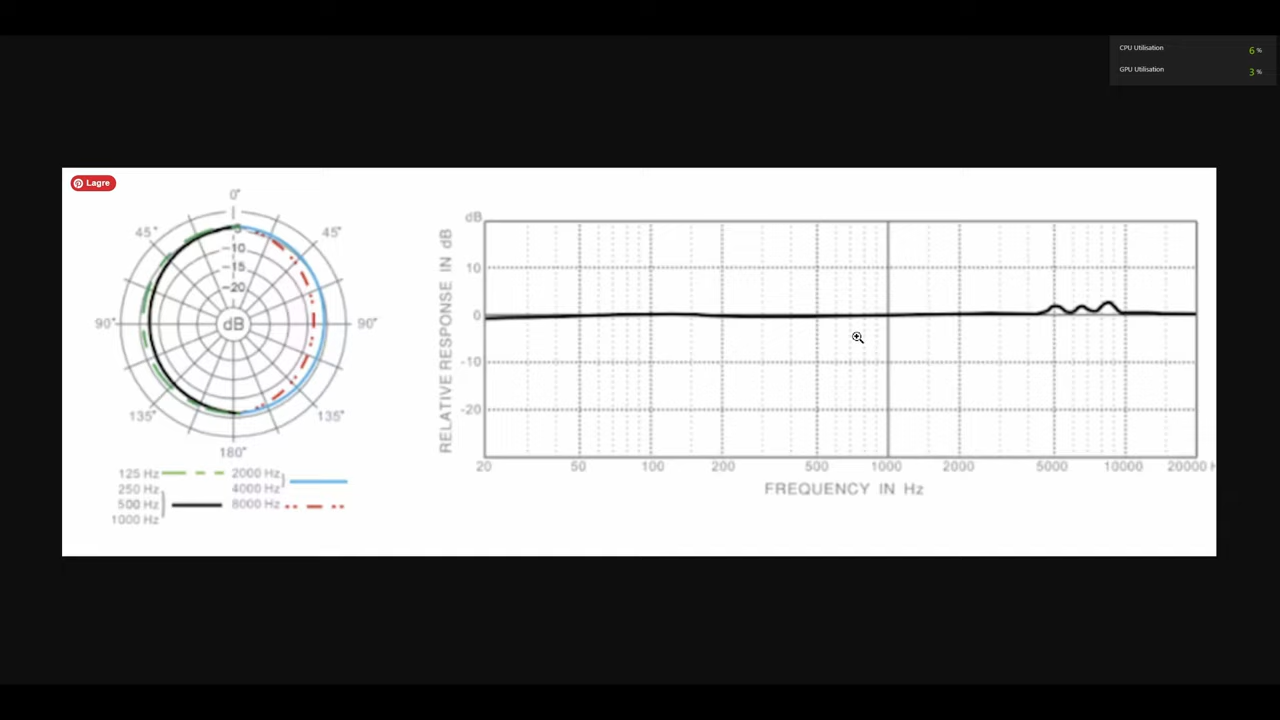 CPU Utilisation 6 %
GPU Utilisation 3 %
Lagre
0°
45° 45°
-10
-15
-20
90° dB 90°
135° 135°
180°
125 Hz 2000 Hz
250 Hz 4000 Hz
500 Hz 8000 Hz
1000 Hz
dB
RELATIVE RESPONSE IN dB
10
0
-10
-20
20 50 100 200 500 1000 2000 5000 10000 20000 H
FREQUENCY IN Hz